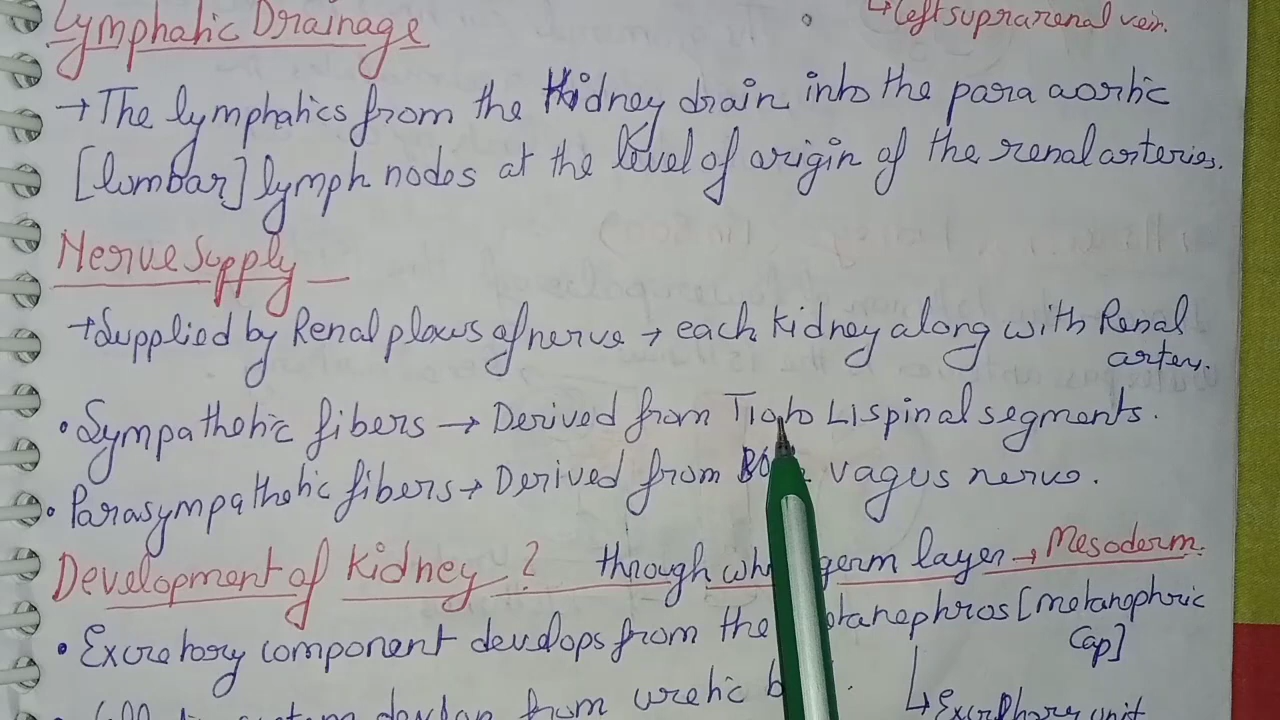 ↳Left suprarenal vein.
Lymphatic Drainage
→ The lymphatics from the Kidney drain into the para aortic
[lumbar] lymph nodes at the level of origin of the renal arteries.
Nerve Supply
→ Supplied by Renal plexus of nerve → each Kidney along with Renal
artery.
• Sympathetic fibers → Derived from T10 to L1 spinal segments.
• Parasympathetic fibers → Derived from vagus nerve.
Development of Kidney ? through germ layer → Mesoderm.
• Excretory component develops from the [metanephric
Cap]
from uretic
↳ Excretory unit